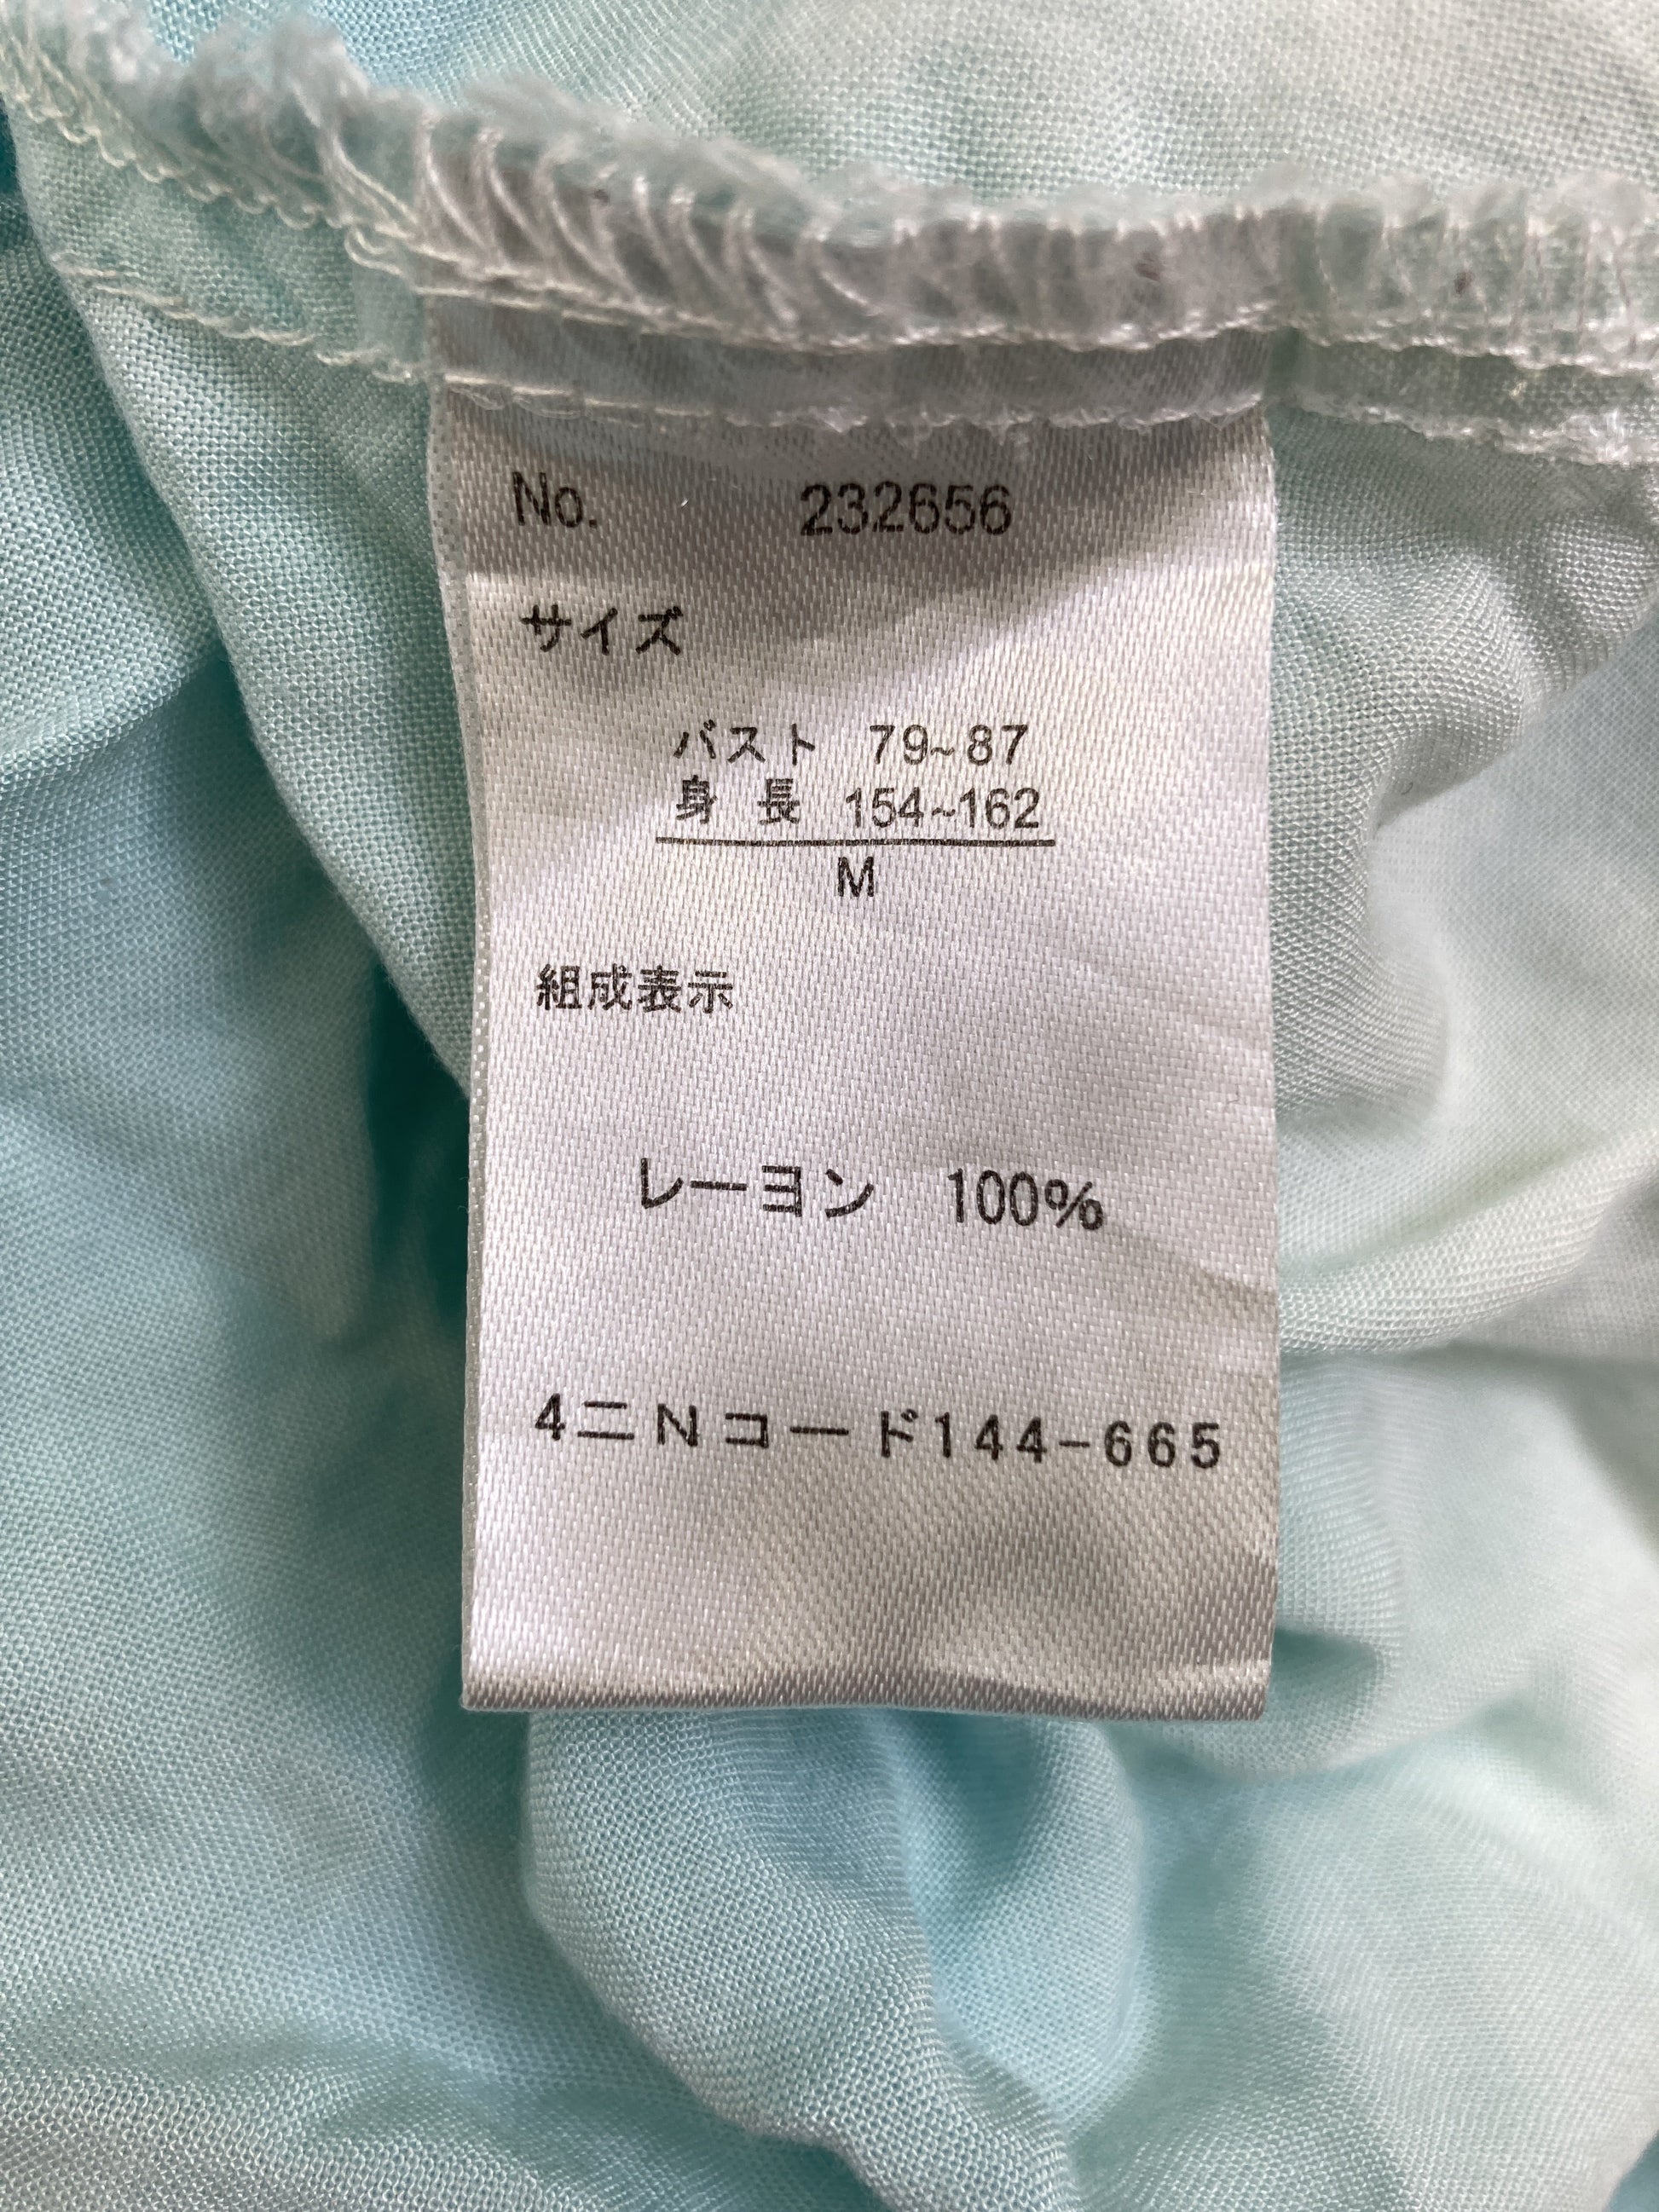 No. 232656
サイズ
バスト 79~87
身 長 154~162
M
組成表示
レーヨン 100%
4ニNコード144-665